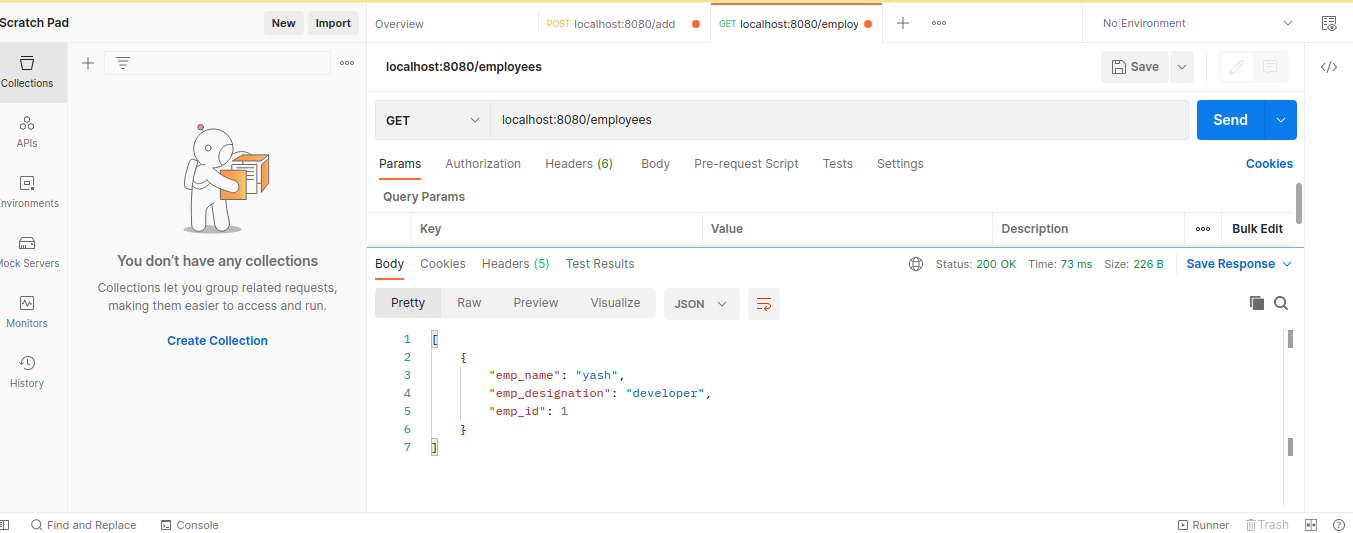 Scratch Pad
New
Import
Overview
POST localhost:8080/add
GET localhost:8080/employ
No Environment
Collections
APIs
nvironments
Mock Servers
Monitors
History
You don't have any collections
Collections let you group related requests,
making them easier to access and run.
Create Collection
localhost:8080/employees
Save
GET
localhost:8080/employees
Send
Params Authorization Headers (6) Body Pre-request Script Tests Settings Cookies
Query Params
Key Value Description Bulk Edit
Body Cookies Headers (5) Test Results Status: 200 OK Time: 73 ms Size: 226 B Save Response
Pretty Raw Preview Visualize JSON
1 [
2 {
3 "emp_name": "yash",
4 "emp_designation": "developer",
5 "emp_id": 1
6 }
7 ]
Find and Replace Console Runner Trash